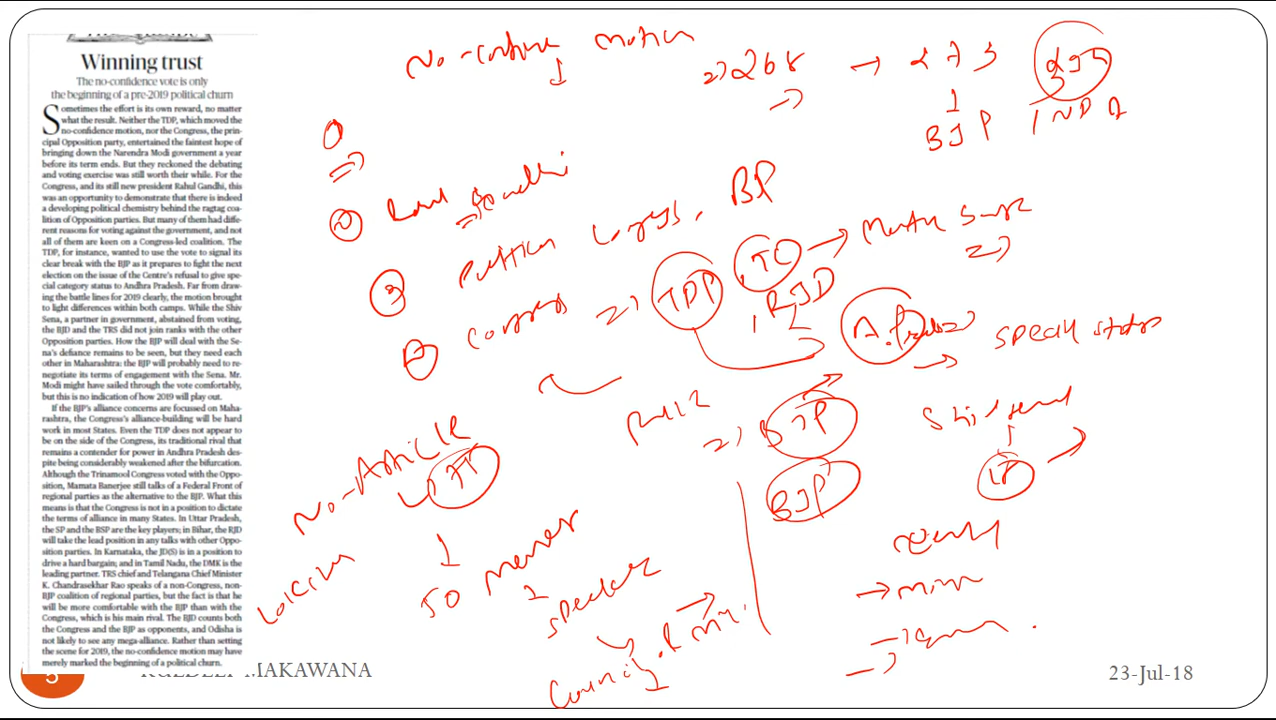 Winning trust
The no-confidence vote is only
the beginning of a pre-2019 political churn
Sometimes the effort is its own reward, no matter
what the result. Neither the TDP, which moved the
no-confidence motion, nor the Congress, the prin-
cipal Opposition party, entertained the faintest hope of
bringing down the Narendra Modi government a year
before its term ends. But they reckoned the debating
and voting exercise was still worth their while. For the
Congress, and its still new president Rahul Gandhi, this
was an opportunity to demonstrate that there is indeed
a developing political chemistry behind the ragtag coa-
lition of Opposition parties. But many of them had diffe-
rent reasons for voting against the government, and not
all of them are keen on a Congress-led coalition. The
TDP, for instance, wanted to use the vote to signal its
clear break with the BJP as it prepares to fight the next
election on the issue of the Centre's refusal to give spe-
cial category status to Andhra Pradesh. Far from draw-
ing the battle lines for 2019 clearly, the motion brought
to light differences within both camps. While the Shiv
Sena, a partner in government, abstained from voting,
the BJD and the TRS did not join ranks with the other
Opposition parties. How the BJP will deal with the Se-
na's defiance remains to be seen, but they need each
other in Maharashtra: the BJP will probably need to re-
negotiate its terms of engagement with the Sena. Mr.
Modi might have sailed through the vote comfortably,
but this is no indication of how 2019 will play out.
If the BJP's alliance concerns are focussed on Maha-
rashtra, the Congress's alliance-building will be hard
work in most States. Even the TDP does not appear to
be on the side of the Congress, its traditional rival that
remains a contender for power in Andhra Pradesh des-
pite being considerably weakened after the bifurcation.
Although the Trinamool Congress voted with the Oppo-
sition, Mamata Banerjee still talks of a Federal Front of
regional parties as the alternative to the BJP. What this
means is that the Congress is not in a position to dictate
the terms of alliance in many States. In Uttar Pradesh,
the SP and the BSP are the key players; in Bihar, the RJD
will take the lead position in any talks with other Oppo-
sition parties. In Karnataka, the JD(S) is in a position to
drive a hard bargain; and in Tamil Nadu, the DMK is the
leading partner. TRS chief and Telangana Chief Minister
K. Chandrasekhar Rao speaks of a non-Congress, non-
BJP coalition of regional parties, but the fact is that he
will be more comfortable with the BJP than with the
Congress, which is his main rival. The BJD counts both
the Congress and the BJP as opponents, and Odisha is
not likely to see any mega-alliance. Rather than setting
the scene for 2019, the no-confidence motion may have
merely marked the beginning of a political churn.
No-confidence motion
268 → 273
BJP
BP
TDP TC
RJD
A. Pradesh
BJP
BJP
No-Article
50 member
speaker
Council of min.
5
MAKAWANA
23-Jul-18